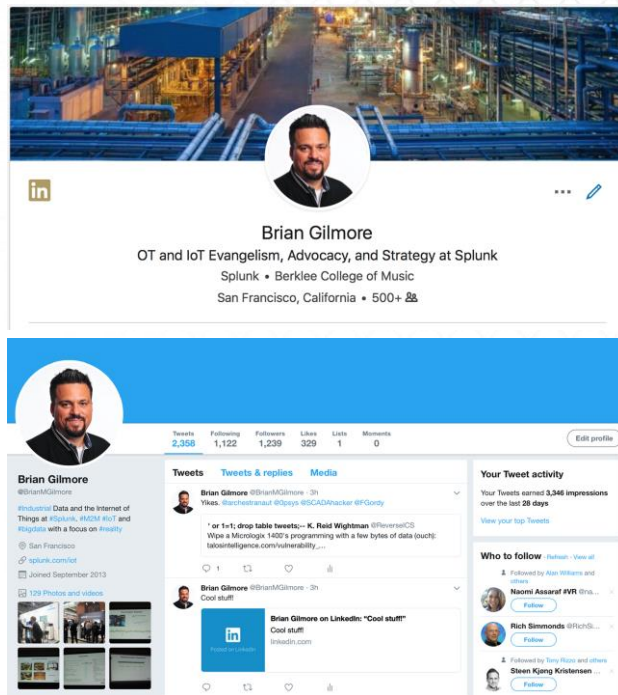 in
Brian Gilmore
OT and IoT Evangelism, Advocacy, and Strategy at Splunk
Splunk • Berklee College of Music
San Francisco, California • 500+
Tweets Following Followers Likes Lists Moments
2,358 1,122 1,239 329 1 0
Edit profile
Brian Gilmore
@BrianMGilmore
#Industrial Data and the Internet of
Things at #Splunk, #M2M #IoT and
#bigdata with a focus on #reality
San Francisco
splunk.com/iot
Joined September 2013
129 Photos and videos
Tweets Tweets & replies Media
Brian Gilmore @BrianMGilmore · 3h
Yikes. @archestranaut @0psys @SCADAhacker @FGordy
' or 1=1; drop table tweets;-- K. Reid Wightman @ReverseICS
Wipe a Micrologix 1400's programming with a few bytes of data (ouch):
talosintelligence.com/vulnerability_...
1
Brian Gilmore @BrianMGilmore · 3h
Cool stuff!
in
Posted on LinkedIn
Brian Gilmore on LinkedIn: “Cool stuff!”
Cool stuff!
linkedin.com
Your Tweet activity
Your Tweets earned 3,346 impressions
over the last 28 days
View your top Tweets
Who to follow · Refresh · View all
Followed by Alan Williams and
others
Naomi Assaraf #VR @na...
Follow
Rich Simmonds @RichSi...
Follow
Followed by Tony Rizzo and others
Steen Kjøng Kristensen ...
Follow